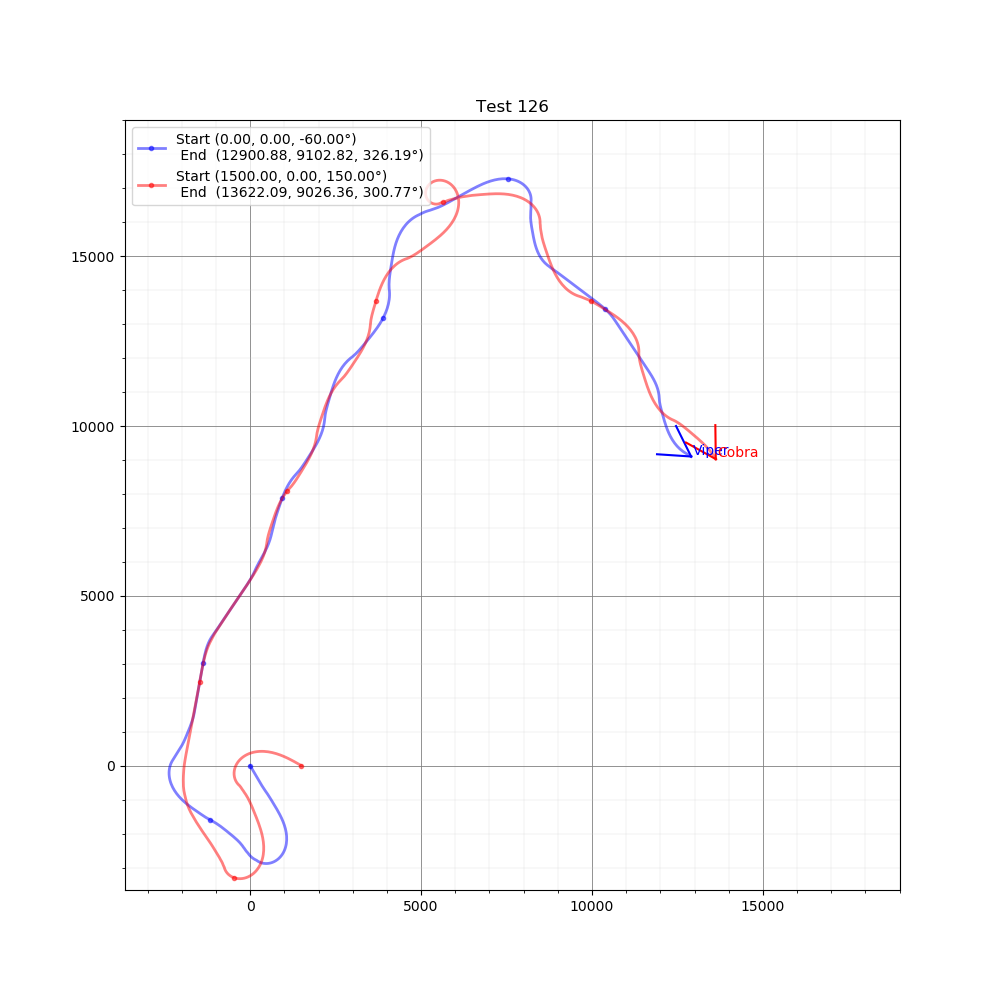 Test 126
Start (0.00, 0.00, -60.00°)
End  (12900.88, 9102.82, 326.19°)
Start (1500.00, 0.00, 150.00°)
End  (13622.09, 9026.36, 300.77°)
15000
10000
5000
0
Viper
Cobra
0
5000
10000
15000